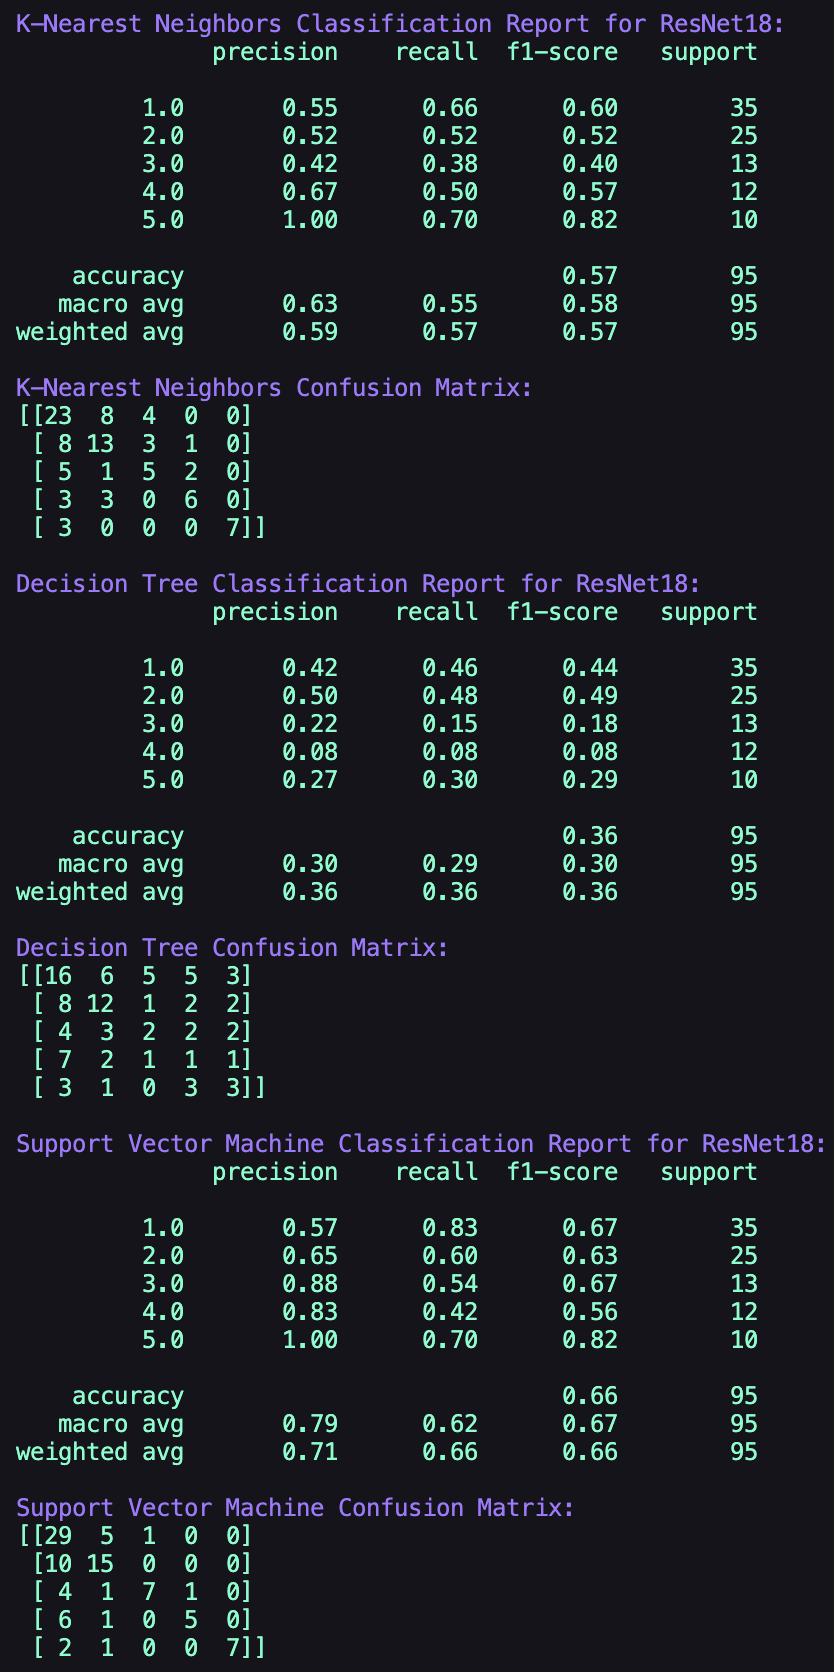 K-Nearest Neighbors Classification Report for ResNet18:
precision recall f1-score support
1.0 0.55 0.66 0.60 35
2.0 0.52 0.52 0.52 25
3.0 0.42 0.38 0.40 13
4.0 0.67 0.50 0.57 12
5.0 1.00 0.70 0.82 10
accuracy 0.57 95
macro avg 0.63 0.55 0.58 95
weighted avg 0.59 0.57 0.57 95
K-Nearest Neighbors Confusion Matrix:
[[23 8 4 0 0]
[ 8 13 3 1 0]
[ 5 1 5 2 0]
[ 3 3 0 6 0]
[ 3 0 0 0 7]]
Decision Tree Classification Report for ResNet18:
precision recall f1-score support
1.0 0.42 0.46 0.44 35
2.0 0.50 0.48 0.49 25
3.0 0.22 0.15 0.18 13
4.0 0.08 0.08 0.08 12
5.0 0.27 0.30 0.29 10
accuracy 0.36 95
macro avg 0.30 0.29 0.30 95
weighted avg 0.36 0.36 0.36 95
Decision Tree Confusion Matrix:
[[16 6 5 5 3]
[ 8 12 1 2 2]
[ 4 3 2 2 2]
[ 7 2 1 1 1]
[ 3 1 0 3 3]]
Support Vector Machine Classification Report for ResNet18:
precision recall f1-score support
1.0 0.57 0.83 0.67 35
2.0 0.65 0.60 0.63 25
3.0 0.88 0.54 0.67 13
4.0 0.83 0.42 0.56 12
5.0 1.00 0.70 0.82 10
accuracy 0.66 95
macro avg 0.79 0.62 0.67 95
weighted avg 0.71 0.66 0.66 95
Support Vector Machine Confusion Matrix:
[[29 5 1 0 0]
[10 15 0 0 0]
[ 4 1 7 1 0]
[ 6 1 0 5 0]
[ 2 1 0 0 7]]